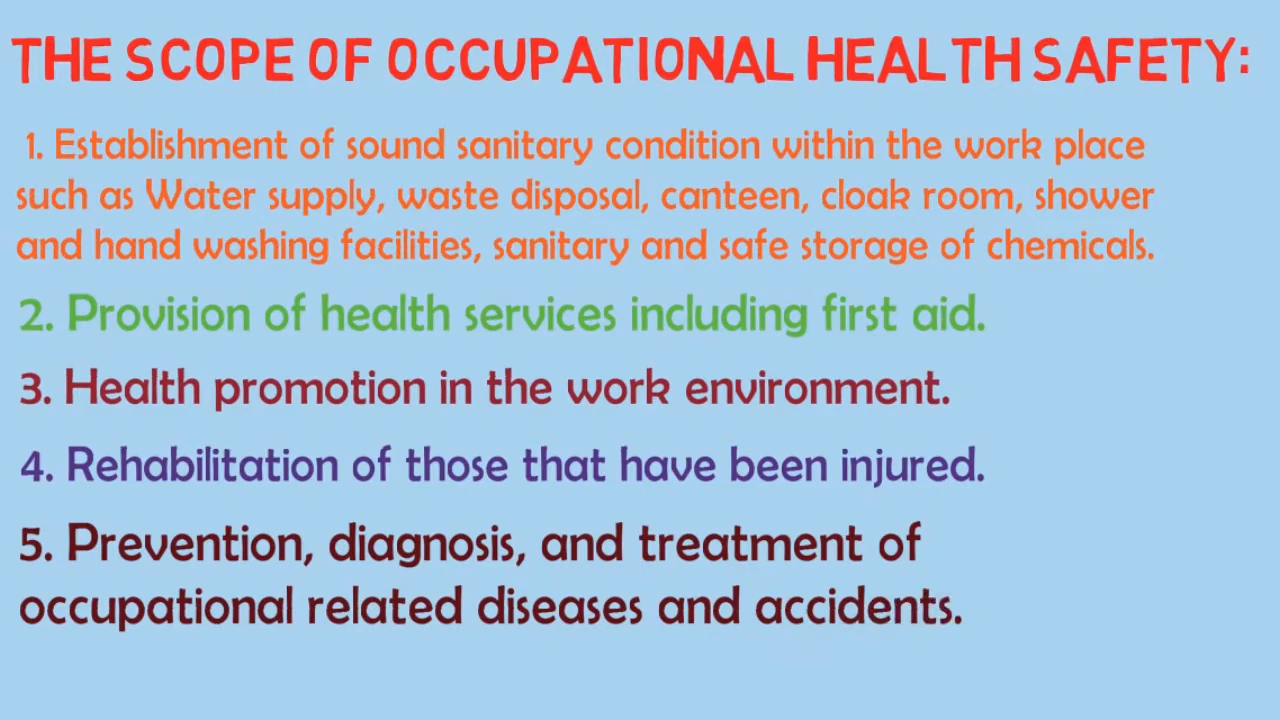 THE SCOPE OF OCCUPATIONAL HEALTH SAFETY:
1. Establishment of sound sanitary condition within the work place
such as Water supply, waste disposal, canteen, cloak room, shower
and hand washing facilities, sanitary and safe storage of chemicals.
2. Provision of health services including first aid.
3. Health promotion in the work environment.
4. Rehabilitation of those that have been injured.
5. Prevention, diagnosis, and treatment of
occupational related diseases and accidents.